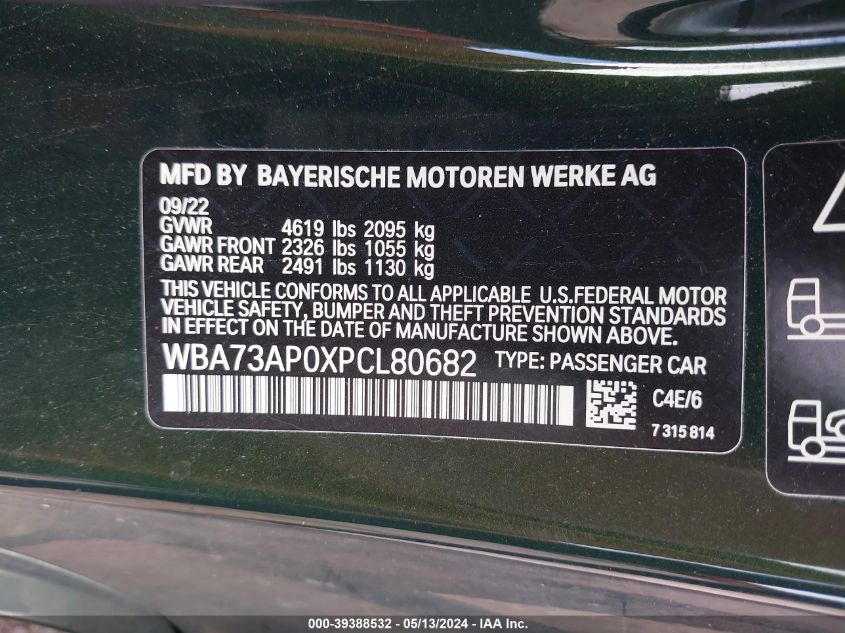 MFD BY BAYERISCHE MOTOREN WERKE AG
09/22
GVWR 4619 lbs 2095 kg
GAWR FRONT 2326 lbs 1055 kg
GAWR REAR 2491 lbs 1130 kg
THIS VEHICLE CONFORMS TO ALL APPLICABLE U.S.FEDERAL MOTOR
VEHICLE SAFETY, BUMPER AND THEFT PREVENTION STANDARDS
IN EFFECT ON THE DATE OF MANUFACTURE SHOWN ABOVE.
WBA73AP0XPCL80682 TYPE: PASSENGER CAR
C4E/6
7 315 814
000-39388532 - 05/13/2024 - IAA Inc.